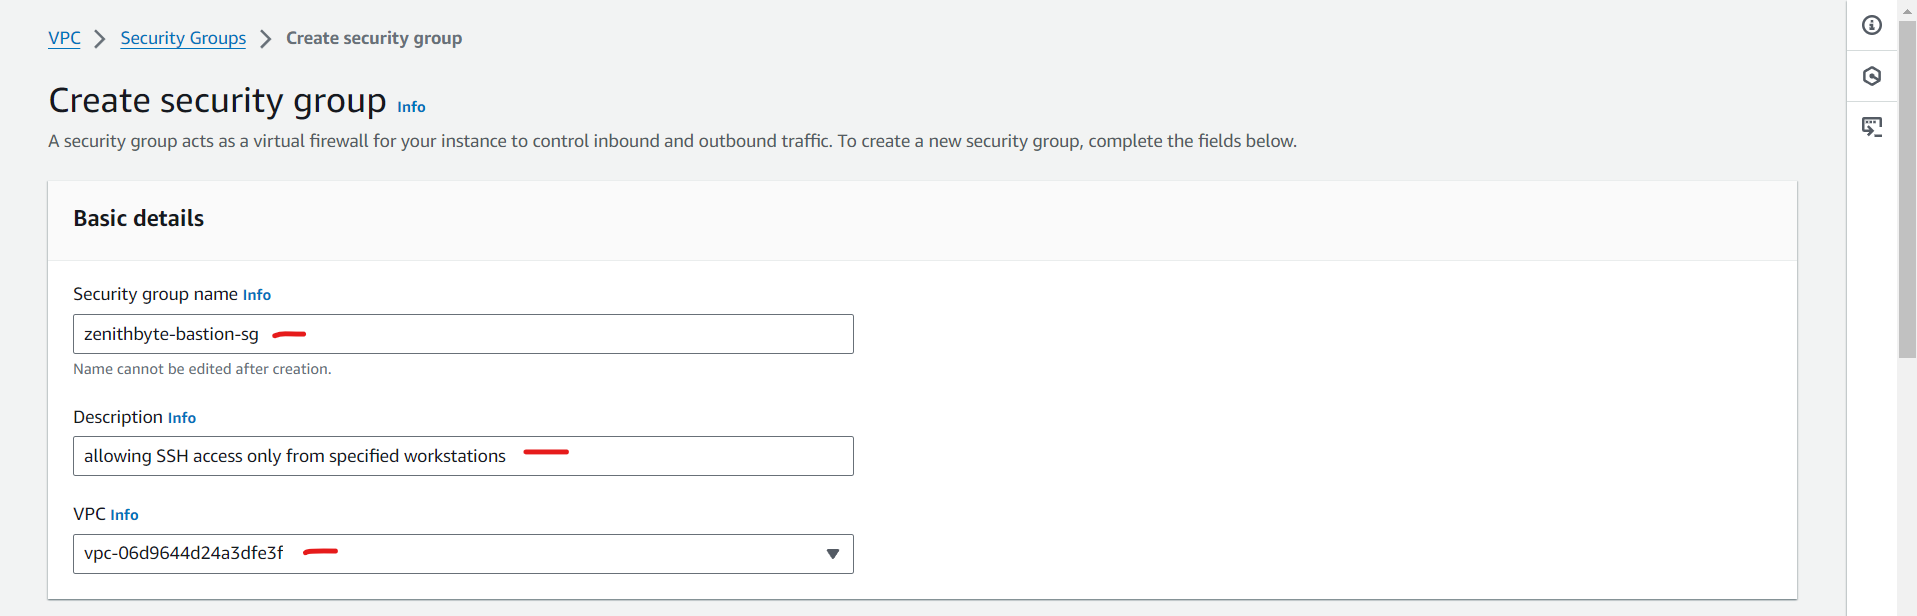 VPC > Security Groups > Create security group
Create security group Info
A security group acts as a virtual firewall for your instance to control inbound and outbound traffic. To create a new security group, complete the fields below.
Basic details
Security group name Info
zenithbyte-bastion-sg
Name cannot be edited after creation.
Description Info
allowing SSH access only from specified workstations
VPC Info
vpc-06d9644d24a3dfe3f